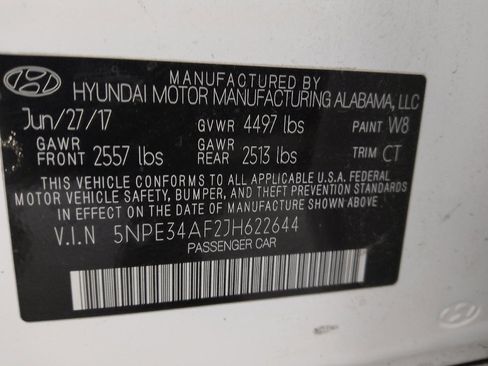 MANUFACTURED BY
HYUNDAI MOTOR MANUFACTURING ALABAMA, LLC
Jun/27/17 GVWR 4497 lbs PAINT W8
GAWR FRONT 2557 lbs GAWR REAR 2513 lbs TRIM CT
THIS VEHICLE CONFORMS TO ALL APPLICABLE U.S.A FEDERAL
MOTOR VEHICLE SAFETY, BUMPER, AND THEFT PREVENTION STANDARDS
IN EFFECT ON THE DATE OF MANUFACTURE SHOWN ABOVE
V.I.N 5NPE34AF2JH622644
PASSENGER CAR